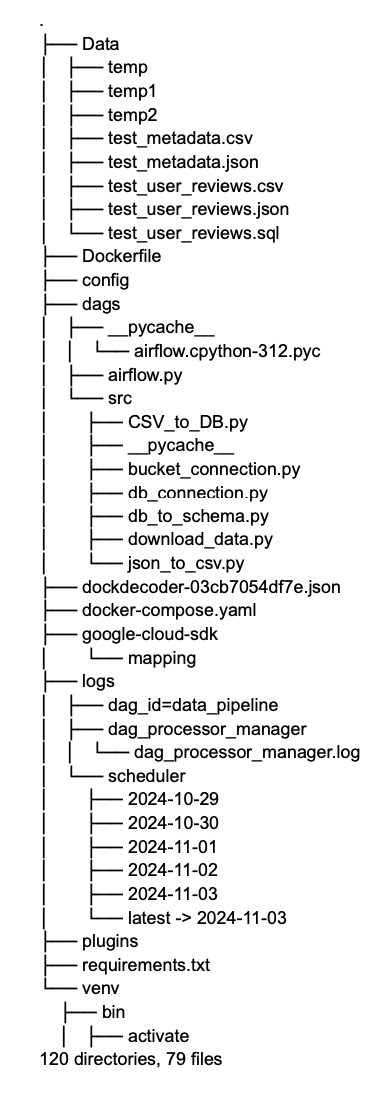 .
├── Data
│   ├── temp
│   ├── temp1
│   ├── temp2
│   ├── test_metadata.csv
│   ├── test_metadata.json
│   ├── test_user_reviews.csv
│   ├── test_user_reviews.json
│   └── test_user_reviews.sql
├── Dockerfile
├── config
├── dags
│   ├── __pycache__
│   │   └── airflow.cpython-312.pyc
│   ├── airflow.py
│   └── src
│       ├── CSV_to_DB.py
│       ├── __pycache__
│       ├── bucket_connection.py
│       ├── db_connection.py
│       ├── db_to_schema.py
│       ├── download_data.py
│       └── json_to_csv.py
├── dockdecoder-03cb7054df7e.json
├── docker-compose.yaml
├── google-cloud-sdk
│       └── mapping
├── logs
│   ├── dag_id=data_pipeline
│   ├── dag_processor_manager
│   │   └── dag_processor_manager.log
│   └── scheduler
│       ├── 2024-10-29
│       ├── 2024-10-30
│       ├── 2024-11-01
│       ├── 2024-11-02
│       ├── 2024-11-03
│       └── latest -> 2024-11-03
├── plugins
├── requirements.txt
└── venv
    ├── bin
    │   ├── activate
120 directories, 79 files